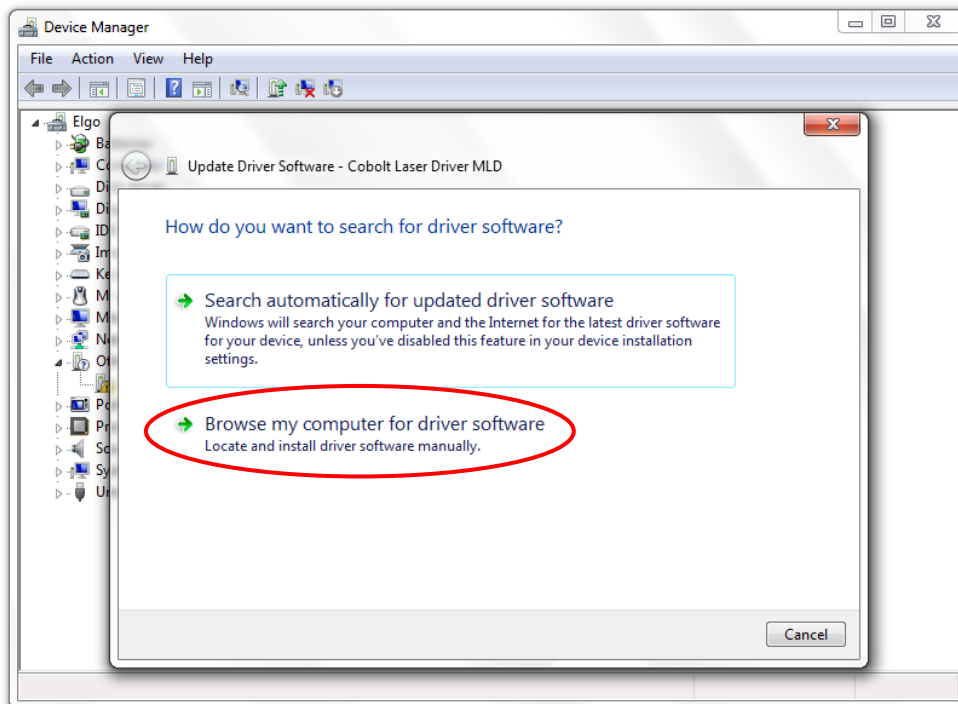 Device Manager
File Action View Help
Elgo
Update Driver Software - Cobolt Laser Driver MLD
How do you want to search for driver software?
Search automatically for updated driver software
Windows will search your computer and the Internet for the latest driver software
for your device, unless you've disabled this feature in your device installation
settings.
Browse my computer for driver software
Locate and install driver software manually.
Cancel